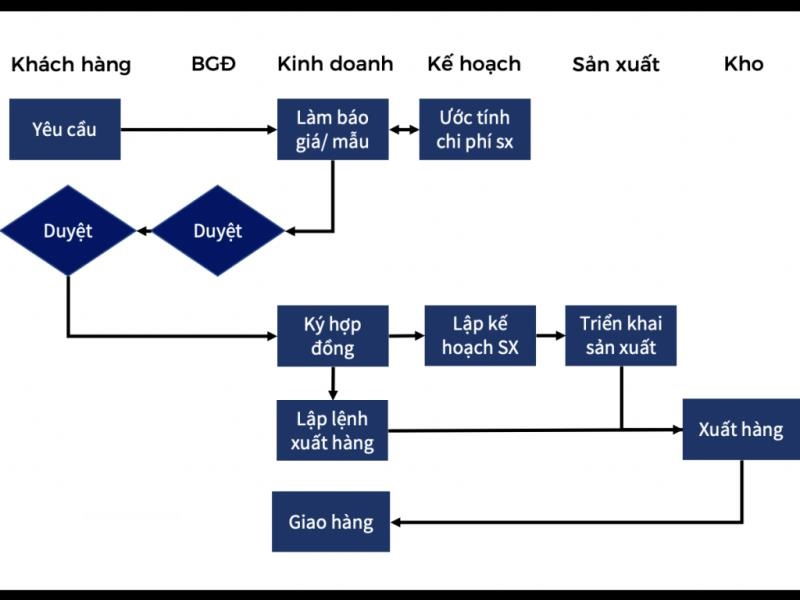 Khách hàng
BGĐ
Kinh doanh
Kế hoạch
Sản xuất
Kho
Yêu cầu
Làm báo
giá/ mẫu
Ước tính
chi phí sx
Duyệt
Duyệt
Ký hợp
đồng
Lập kế
hoạch SX
Triển khai
sản xuất
Lập lệnh
xuất hàng
Xuất hàng
Giao hàng